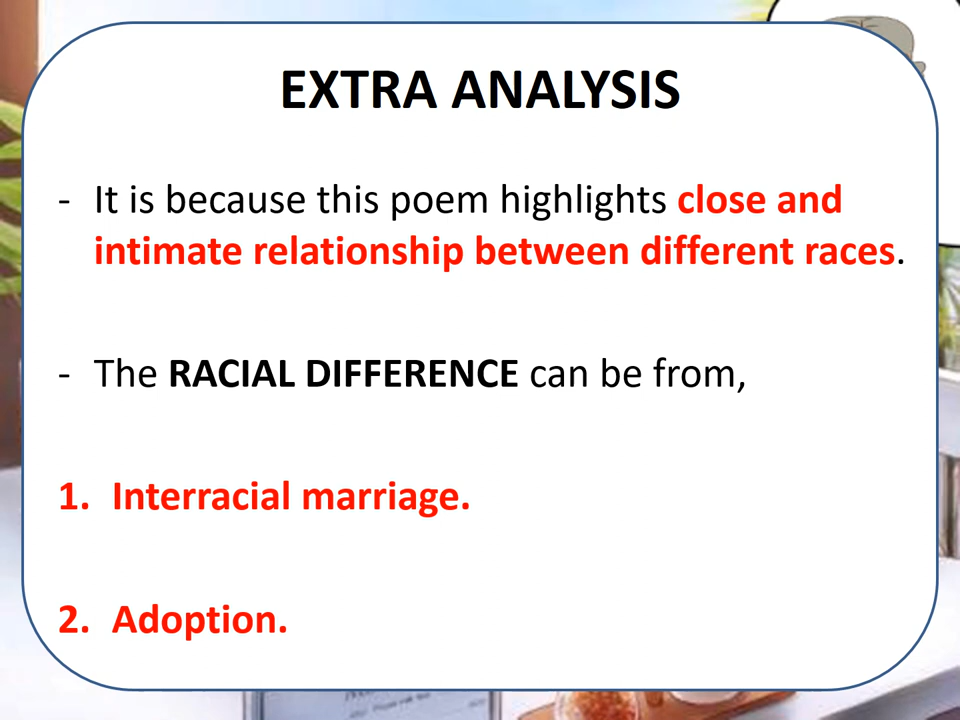 EXTRA ANALYSIS
- It is because this poem highlights close and
intimate relationship between different races.
- The RACIAL DIFFERENCE can be from,
1. Interracial marriage.
2. Adoption.